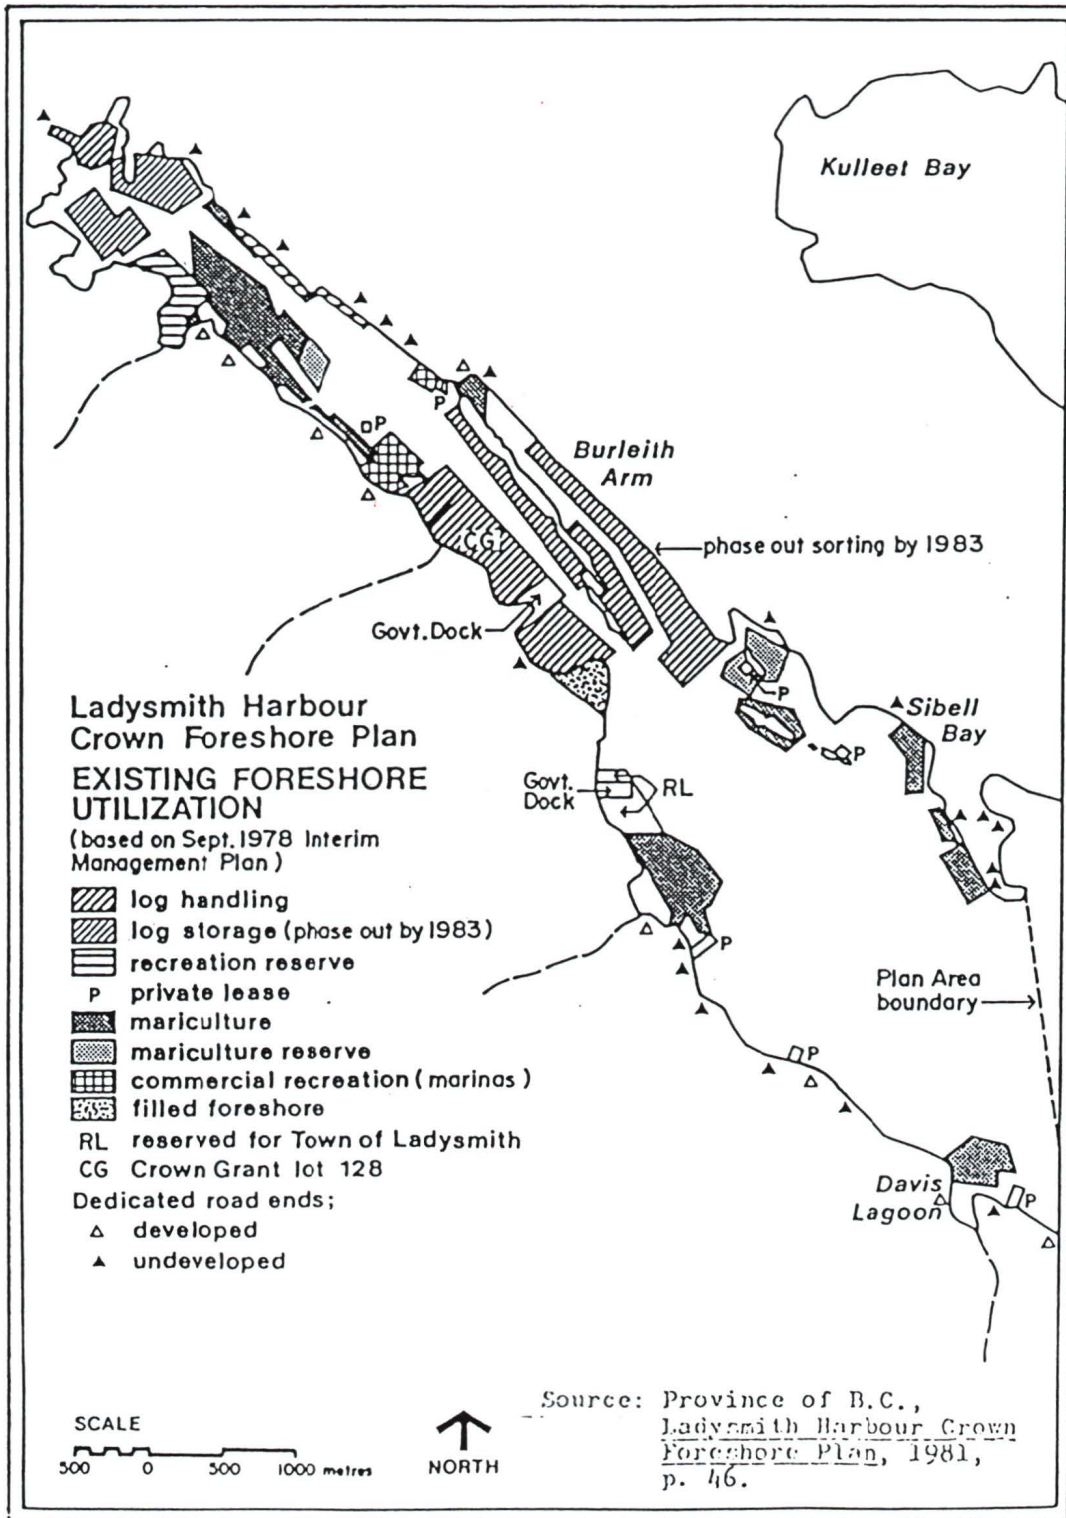 Kulleet Bay
P
P
Burleith
Arm
phase out sorting by 1983
CG
Govt. Dock
P
Sibell
Bay
P
Govt.
Dock
RL
P
Plan Area
boundary
P
Davis
Lagoon
P
Ladysmith Harbour
Crown Foreshore Plan
EXISTING FORESHORE
UTILIZATION
(based on Sept. 1978 Interim
Management Plan)
log handling
log storage (phase out by 1983)
recreation reserve
P private lease
mariculture
mariculture reserve
commercial recreation (marinas)
filled foreshore
RL reserved for Town of Ladysmith
CG Crown Grant lot 128
Dedicated road ends;
developed
undeveloped
SCALE
500 0 500 1000 metres
NORTH
Source: Province of B.C.,
Ladysmith Harbour Crown
Foreshore Plan, 1981,
p. 46.